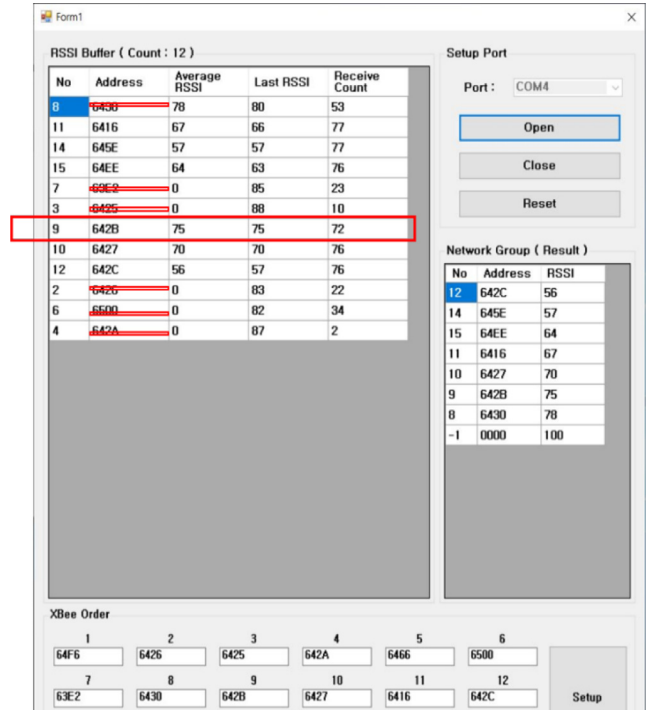 Form1
RSSI Buffer ( Count : 12 )
No Address Average RSSI Last RSSI Receive Count
8 6430 78 80 53
11 6416 67 66 77
14 645E 57 57 77
15 64EE 64 63 76
7 63E2 0 85 23
3 6425 0 88 10
9 642B 75 75 72
10 6427 70 70 76
12 642C 56 57 76
2 6426 0 83 22
6 6500 0 82 34
4 642A 0 87 2
Setup Port
Port : COM4
Open
Close
Reset
Network Group ( Result )
No Address RSSI
12 642C 56
14 645E 57
15 64EE 64
11 6416 67
10 6427 70
9 642B 75
8 6430 78
-1 0000 100
XBee Order
1 2 3 4 5 6
64F6 6426 6425 642A 6466 6500
7 8 9 10 11 12
63E2 6430 642B 6427 6416 642C
Setup